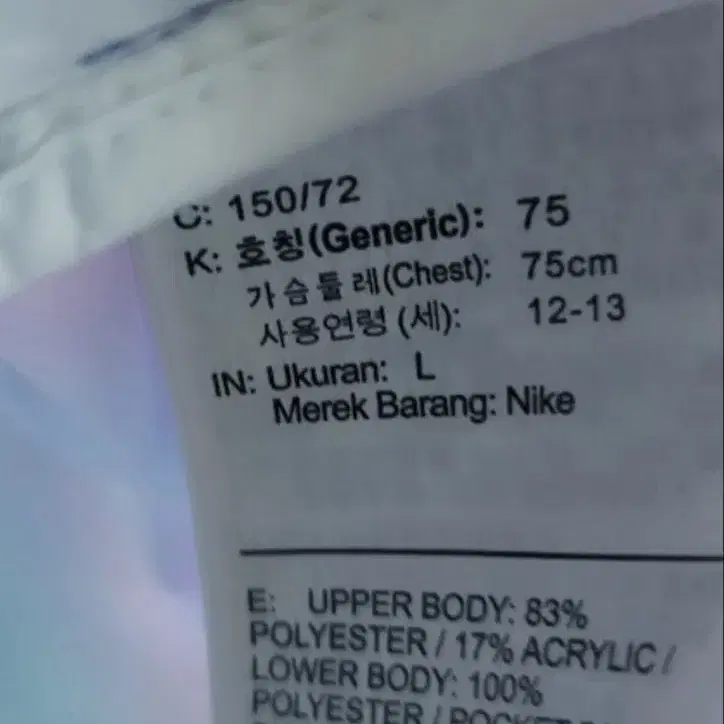 C: 150/72
K: 호칭(Generic): 75
가슴둘레(Chest): 75cm
사용연령 (세): 12-13
IN: Ukuran: L
Merek Barang: Nike
E: UPPER BODY: 83%
POLYESTER / 17% ACRYLIC /
LOWER BODY: 100%
POLYESTER /